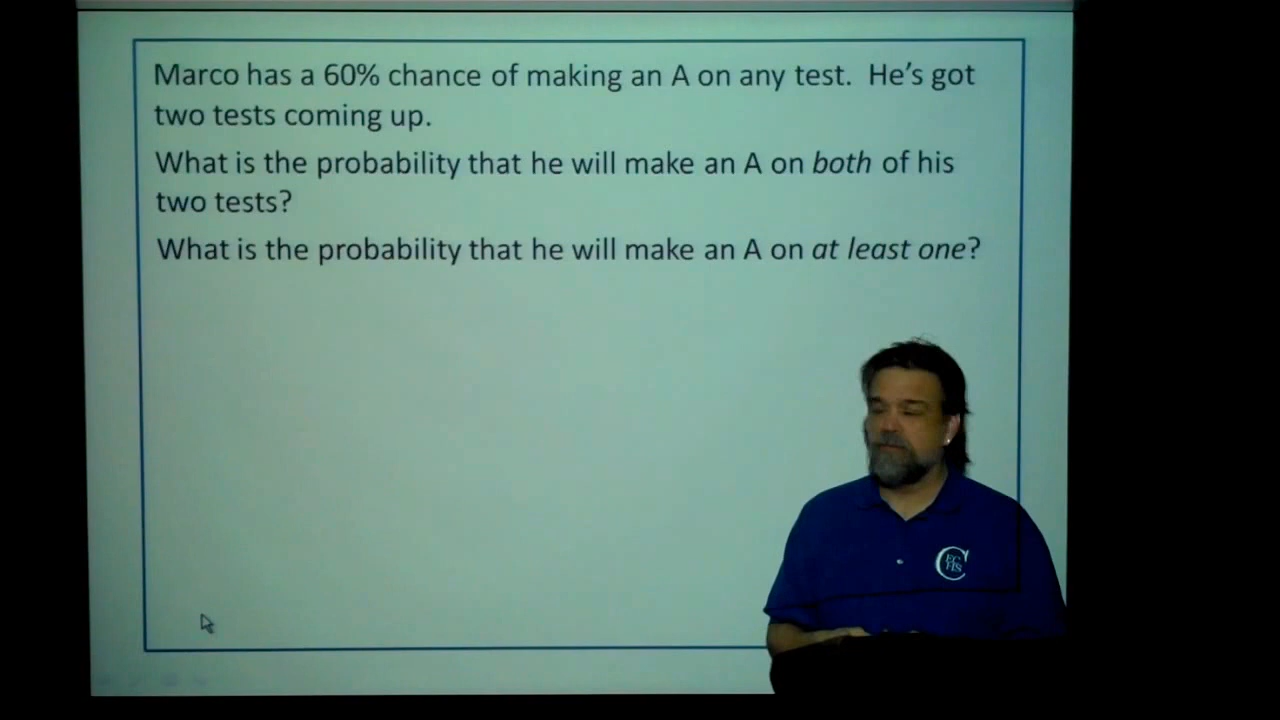 Marco has a 60% chance of making an A on any test.  He’s got
two tests coming up.
What is the probability that he will make an A on both of his
two tests?
What is the probability that he will make an A on at least one?